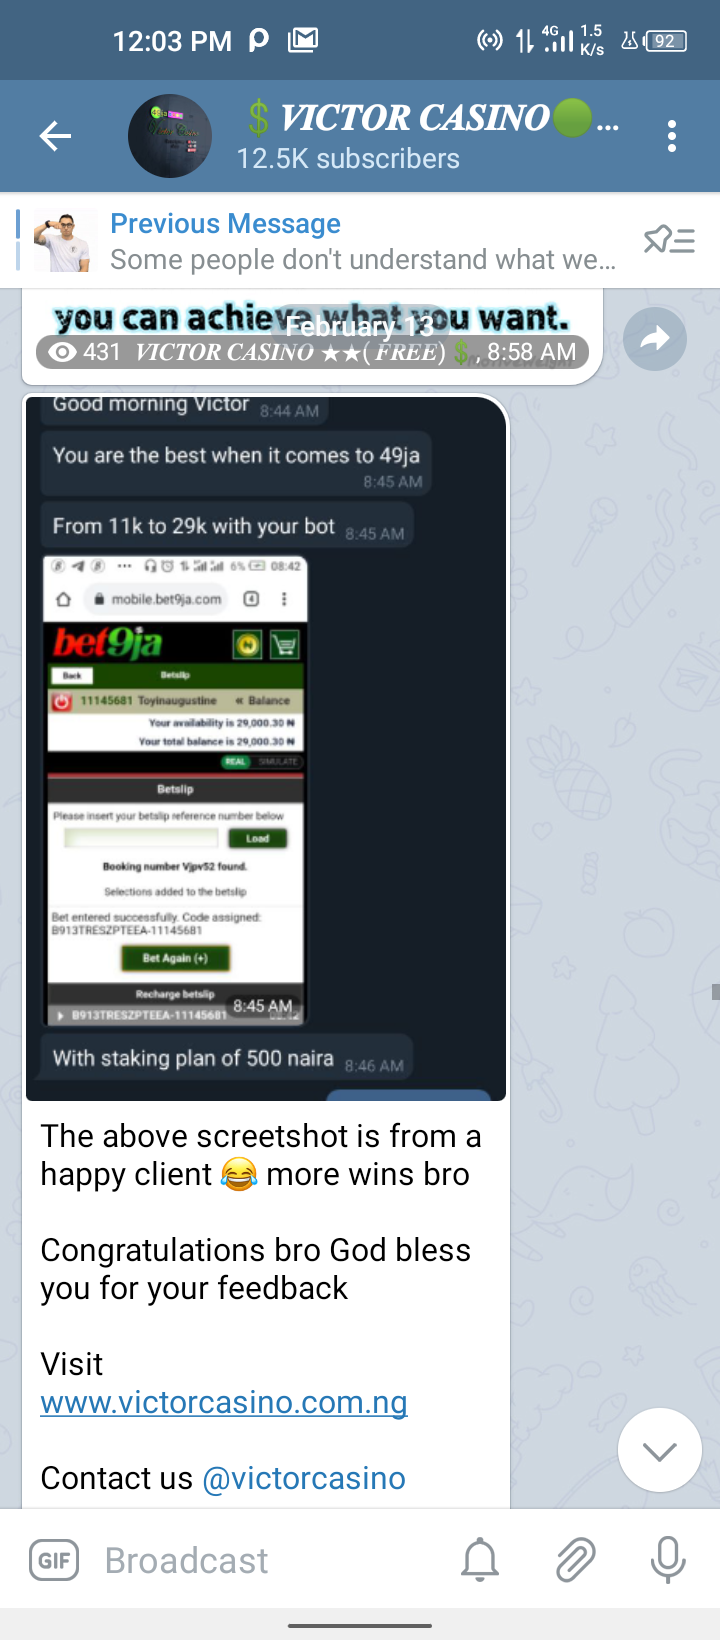 12:03 PM
4G 1.5 K/s 92
$ VICTOR CASINO...
12.5K subscribers
Previous Message
Some people don't understand what we...
you can achieve what you want.
February 13
431 VICTOR CASINO ★★( FREE) $, 8:58 AM
Good morning Victor 8:44 AM
You are the best when it comes to 49ja
8:45 AM
From 11k to 29k with your bot 8:45 AM
6% 08:42
mobile.bet9ja.com 4
bet9ja
Back Betslip
11145681 Toyinaugustine « Balance
Your availability is 29,000.30 ₦
Your total balance is 29,000.30 ₦
REAL SIMULATE
Betslip
Please insert your betslip reference number below
Load
Booking number Vjpv52 found.
Selections added to the betslip
Bet entered successfully. Code assigned:
B913TRESZPTEEA-11145681
Bet Again (+)
Recharge betslip
B913TRESZPTEEA-11145681
8:45 AM
With staking plan of 500 naira 8:46 AM
The above screetshot is from a
happy client 😂 more wins bro
Congratulations bro God bless
you for your feedback
Visit
www.victorcasino.com.ng
Contact us @victorcasino
GIF Broadcast